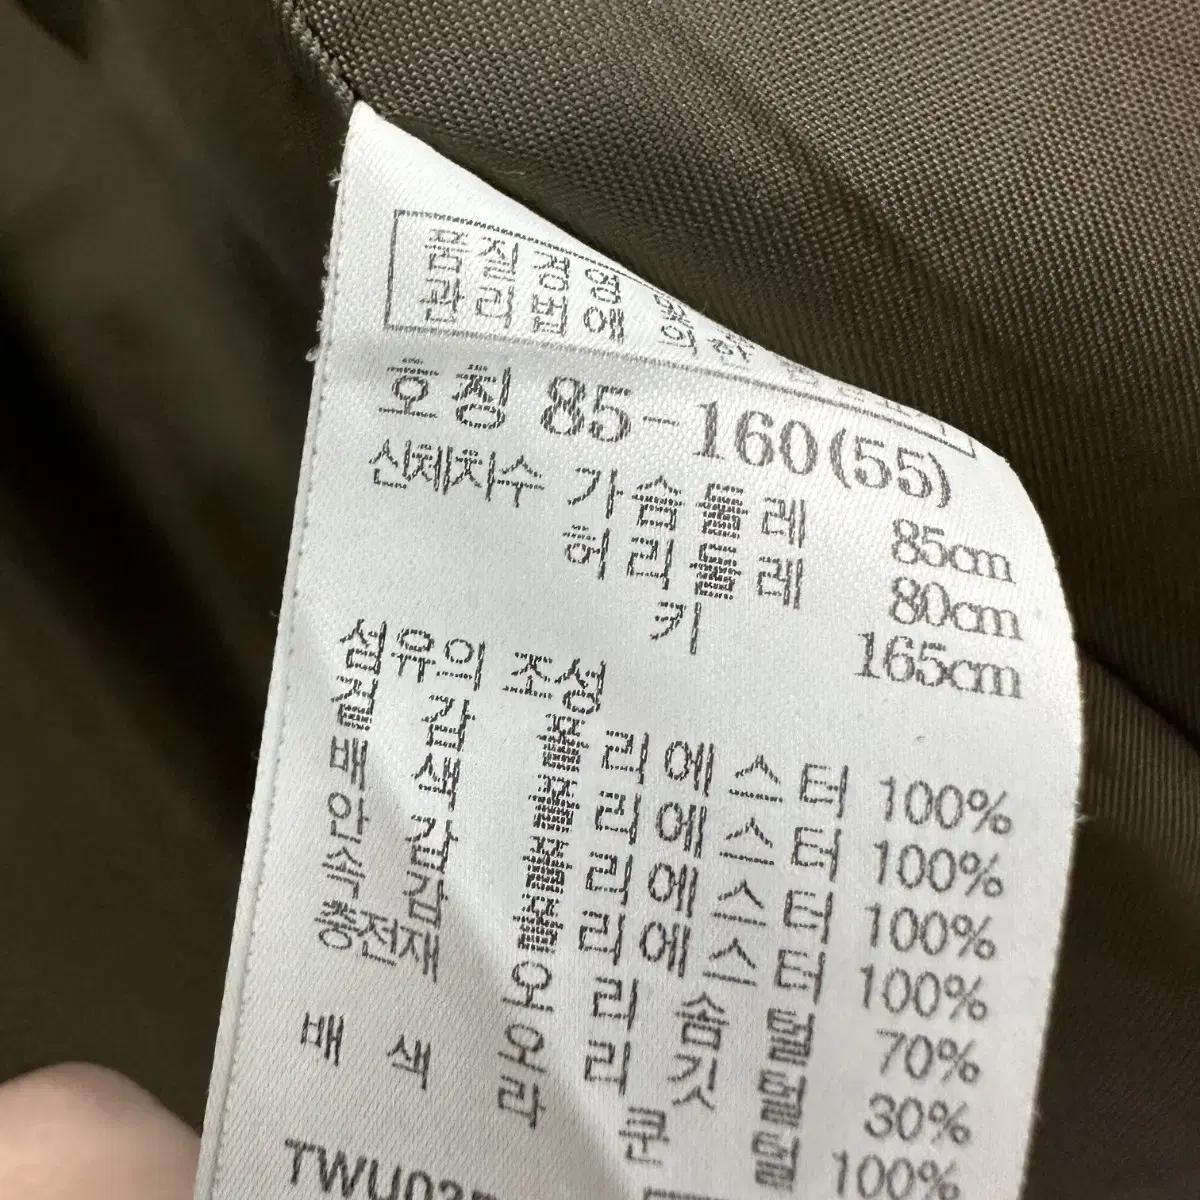 품질경영
관리법에 의한
호칭 85-160(55)
신체치수 가슴둘레 85cm
허리둘레 80cm
키 165cm
섬유의 조성
겉감 폴리에스터 100%
배색 폴리에스터 100%
안감 폴리에스터 100%
속감 폴리에스터 100%
충전재 오리솜털 70%
오리깃털 30%
배색 라쿤털 100%
TWU03